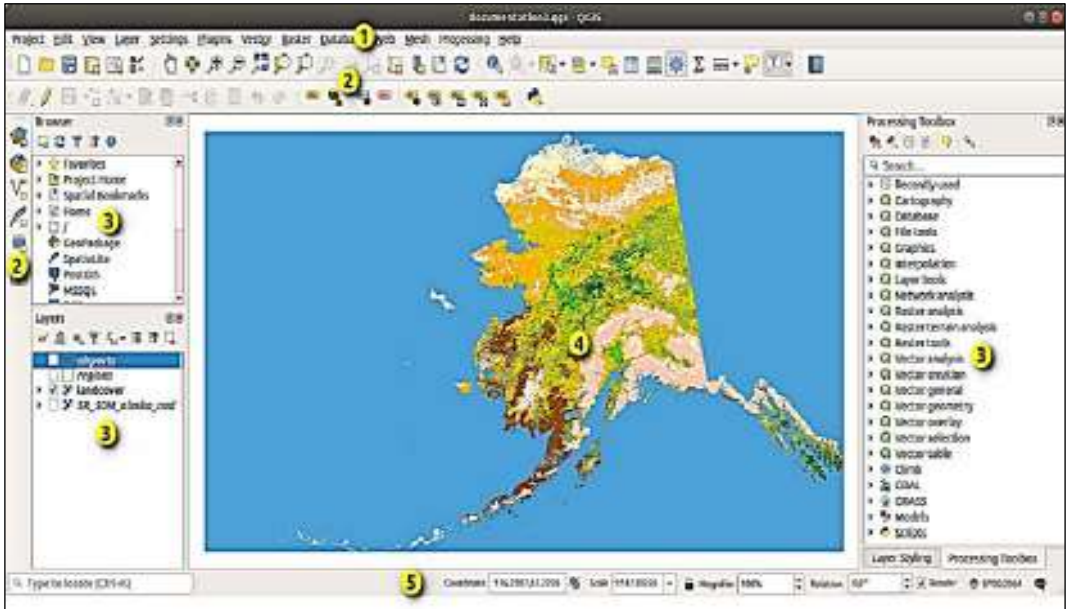 documentation3.qgs - QGIS
Project Edit View Layer Settings Plugins Vector Raster Web Mesh Processing Help
1
2
Browser
Favorites
Project Home
Spatial Bookmarks
Home
/
GeoPackage
SpatiaLite
PostGIS
MSSQL
3
2
Layers
airports
regions
landcover
3
4
Processing Toolbox
Search...
Recently used
Cartography
Database
File tools
Graphics
Interpolation
Layer tools
Network analysis
Raster analysis
Raster terrain analysis
Raster tools
Vector analysis
Vector creation
Vector general
Vector geometry
Vector overlay
Vector selection
Vector table
GDAL
GRASS
Models
Scripts
3
Layer Styling Processing Toolbox
Type to locate (Ctrl+K)
5
Coordinate Scale Magnifier 100% Rotation Render